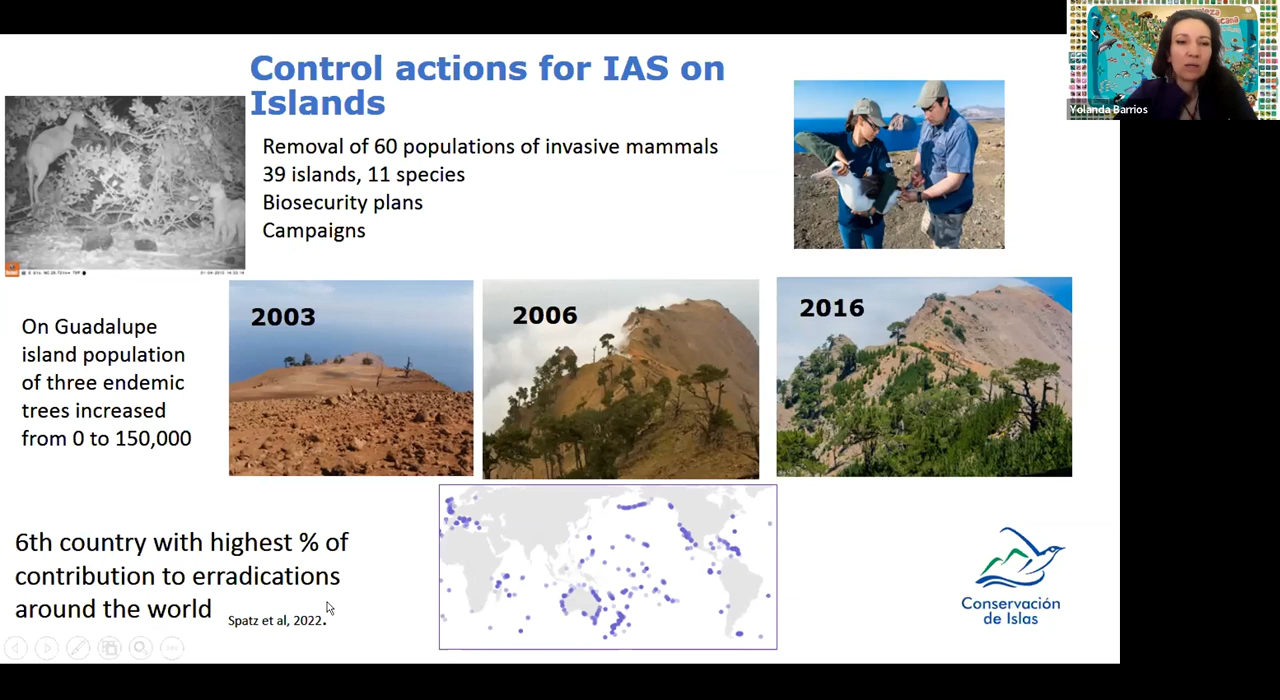 Control actions for IAS on
Islands
Removal of 60 populations of invasive mammals
39 islands, 11 species
Biosecurity plans
Campaigns
Yolanda Barrios
On Guadalupe
island population
of three endemic
trees increased
from 0 to 150,000
2003
2006
2016
6th country with highest % of
contribution to erradications
around the world
Spatz et al, 2022.
Conservación
de Islas